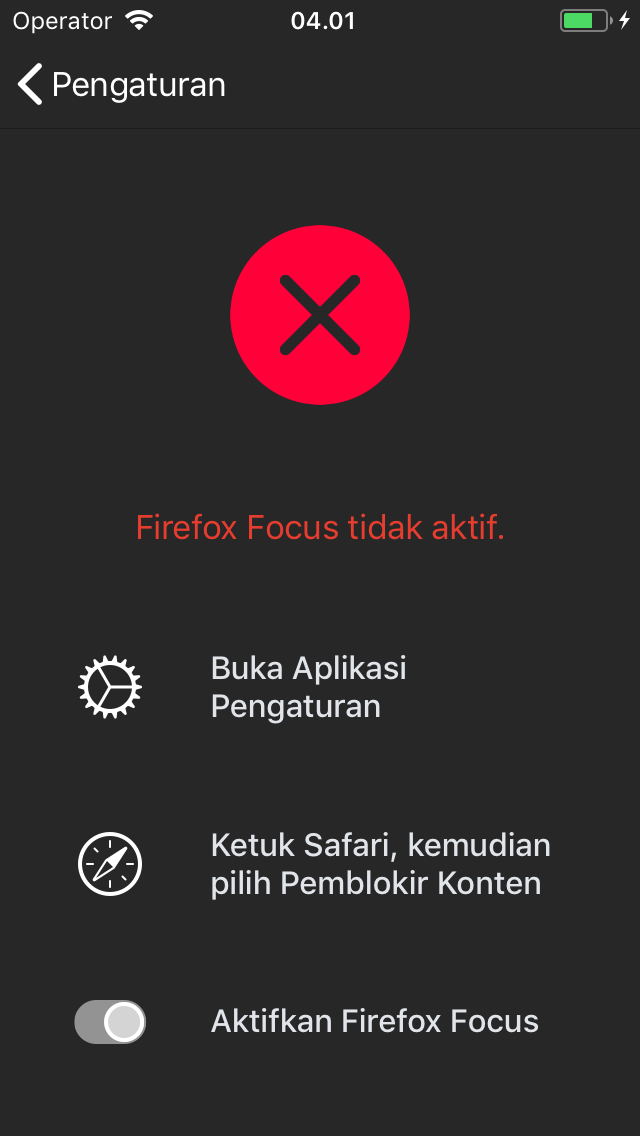 Operator 04.01
Pengaturan
Firefox Focus tidak aktif.
Buka Aplikasi
Pengaturan
Ketuk Safari, kemudian
pilih Pemblokir Konten
Aktifkan Firefox Focus